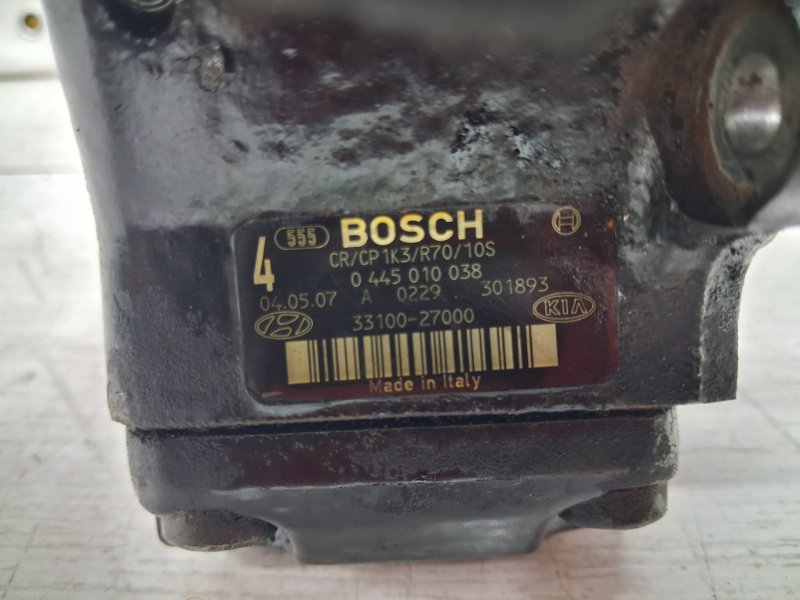 4 555 BOSCH
CR/CP1K3/R70/10S
0 445 010 038
04.05.07 A 0229 301893
33100-27000 KIA
Made in Italy